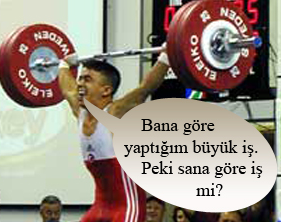 SWEDEN
ELEIKO
SWEDEN
ELEIKO
Bana göre
yaptığım büyük iş.
Peki sana göre iş
mi?